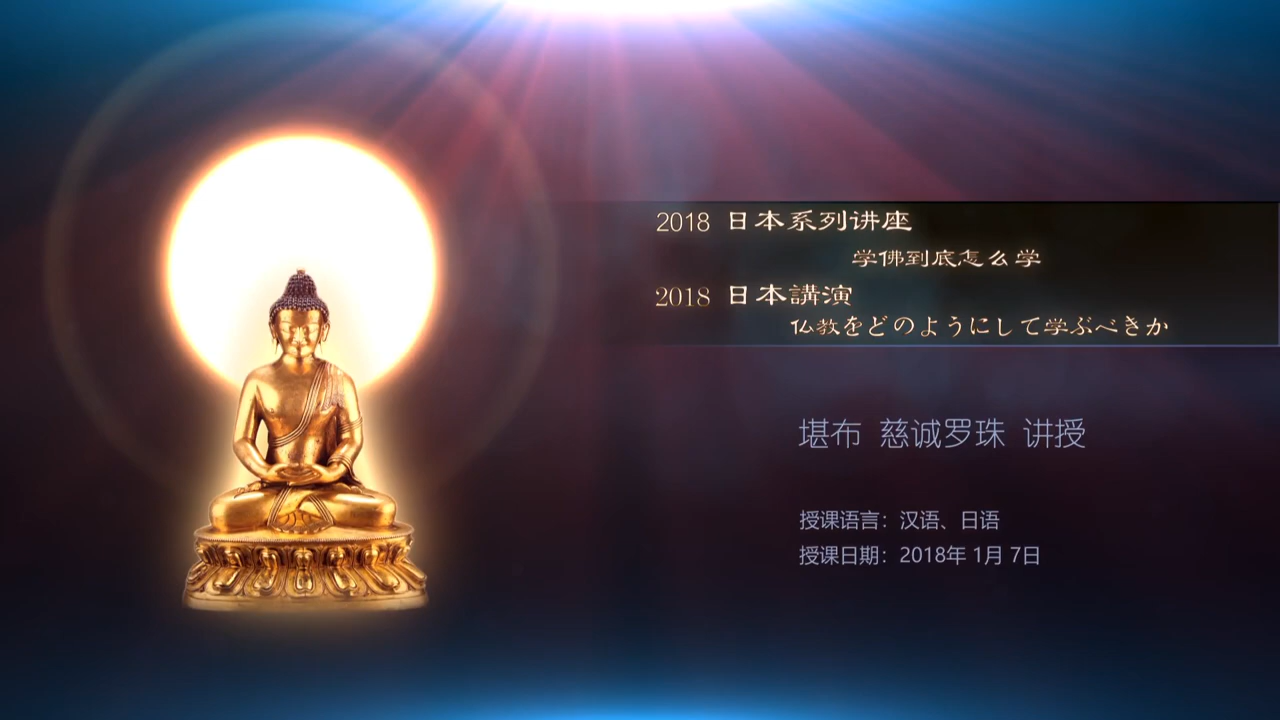 2018 日本系列讲座
学佛到底怎么学
2018 日本講演
仏教をどのようにして学ぶべきか
堪布 慈诚罗珠 讲授
授课语言：汉语、日语
授课日期：2018年 1月 7日